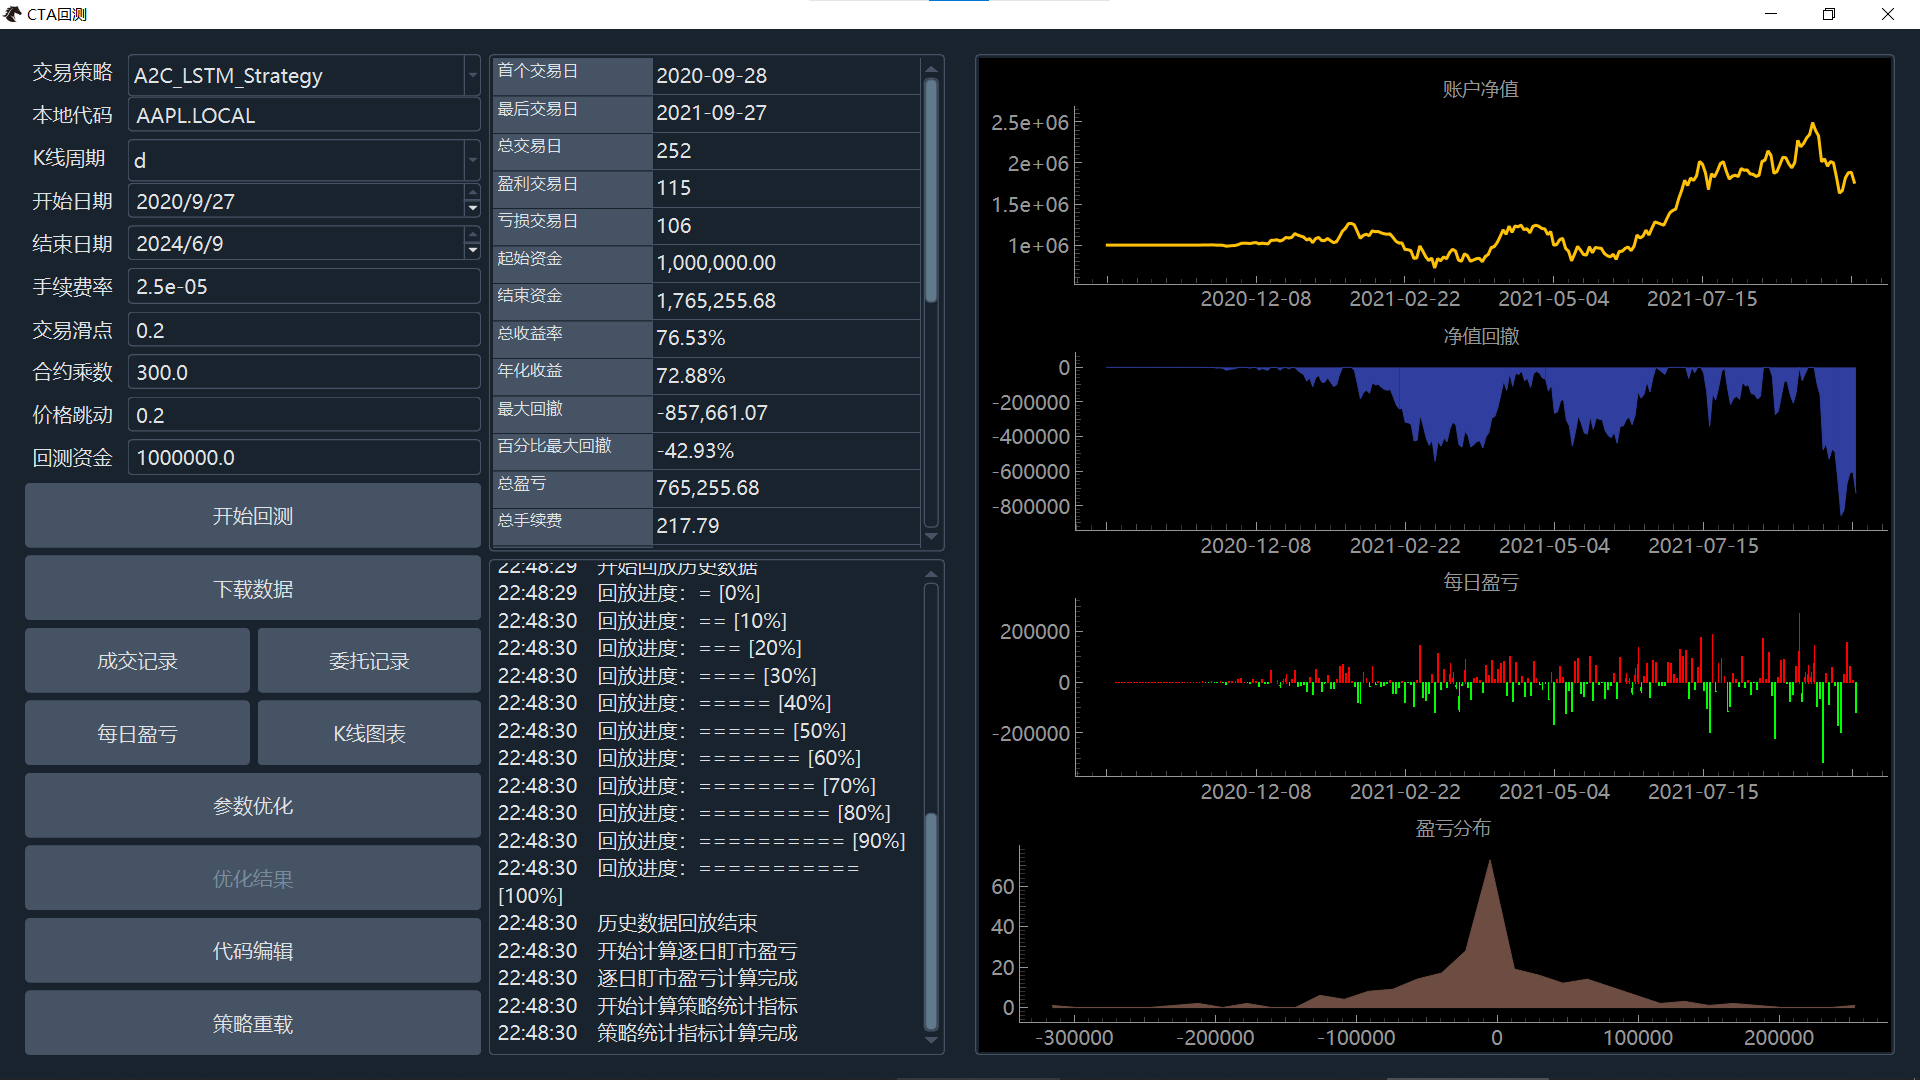 CTA回测
交易策略 A2C_LSTM_Strategy
本地代码 AAPL.LOCAL
K线周期 d
开始日期 2020/9/27
结束日期 2024/6/9
手续费率 2.5e-05
交易滑点 0.2
合约乘数 300.0
价格跳动 0.2
回测资金 1000000.0
开始回测
下载数据
成交记录 委托记录
每日盈亏 K线图表
参数优化
优化结果
代码编辑
策略重载
首个交易日 2020-09-28
最后交易日 2021-09-27
总交易日 252
盈利交易日 115
亏损交易日 106
起始资金 1,000,000.00
结束资金 1,765,255.68
总收益率 76.53%
年化收益 72.88%
最大回撤 -857,661.07
百分比最大回撤 -42.93%
总盈亏 765,255.68
总手续费 217.79
22:48:29 开始回放历史数据
22:48:29 回放进度：= [0%]
22:48:30 回放进度：== [10%]
22:48:30 回放进度：=== [20%]
22:48:30 回放进度：==== [30%]
22:48:30 回放进度：===== [40%]
22:48:30 回放进度：====== [50%]
22:48:30 回放进度：======= [60%]
22:48:30 回放进度：======== [70%]
22:48:30 回放进度：========= [80%]
22:48:30 回放进度：========== [90%]
22:48:30 回放进度：===========
[100%]
22:48:30 历史数据回放结束
22:48:30 开始计算逐日盯市盈亏
22:48:30 逐日盯市盈亏计算完成
22:48:30 开始计算策略统计指标
22:48:30 策略统计指标计算完成
账户净值
2.5e+06
2e+06
1.5e+06
1e+06
2020-12-08 2021-02-22 2021-05-04 2021-07-15
净值回撤
0
-200000
-400000
-600000
-800000
2020-12-08 2021-02-22 2021-05-04 2021-07-15
每日盈亏
200000
0
-200000
2020-12-08 2021-02-22 2021-05-04 2021-07-15
盈亏分布
60
40
20
0
-300000 -200000 -100000 0 100000 200000